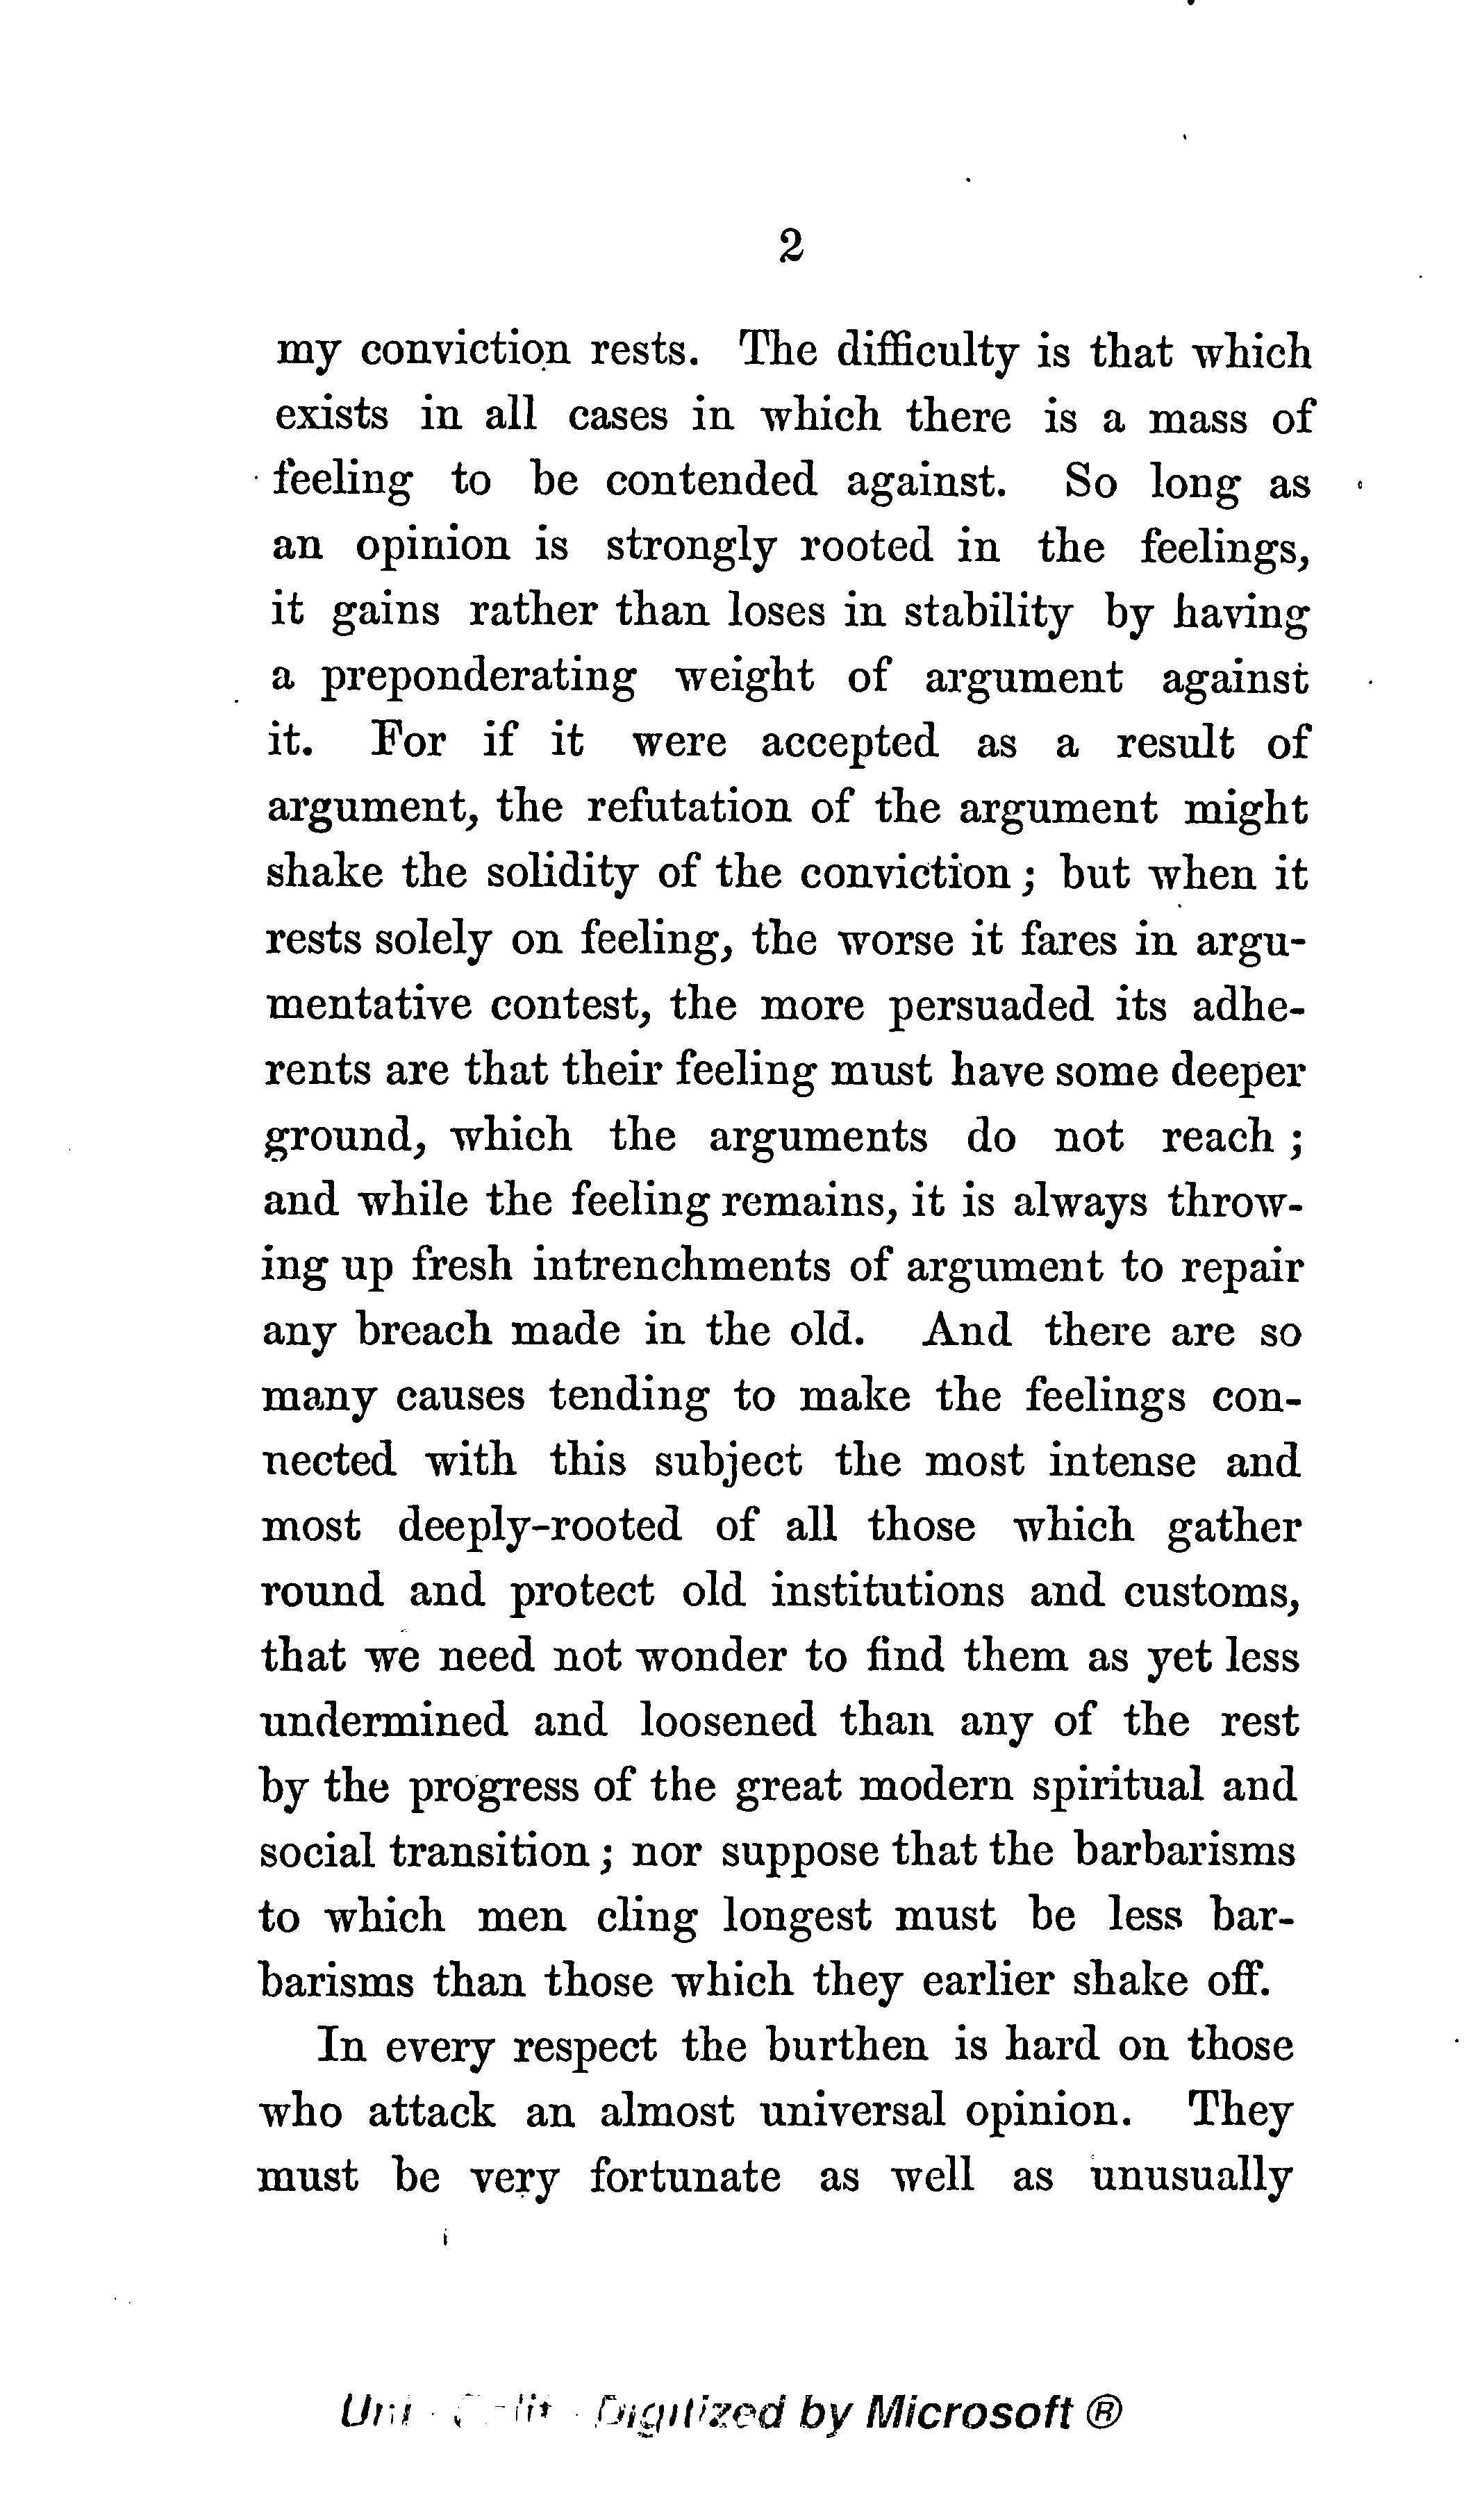 2
my conviction rests. The difficulty is that which
exists in all cases in which there is a mass of
feeling to be contended against. So long as
an opinion is strongly rooted in the feelings,
it gains rather than loses in stability by having
a preponderating weight of argument against
it. For if it were accepted as a result of
argument, the refutation of the argument might
shake the solidity of the conviction; but when it
rests solely on feeling, the worse it fares in argu-
mentative contest, the more persuaded its adhe-
rents are that their feeling must have some deeper
ground, which the arguments do not reach;
and while the feeling remains, it is always throw-
ing up fresh intrenchments of argument to repair
any breach made in the old. And there are so
many causes tending to make the feelings con-
nected with this subject the most intense and
most deeply-rooted of all those which gather
round and protect old institutions and customs,
that we need not wonder to find them as yet less
undermined and loosened than any of the rest
by the progress of the great modern spiritual and
social transition; nor suppose that the barbarisms
to which men cling longest must be less bar-
barisms than those which they earlier shake off.
In every respect the burthen is hard on those
who attack an almost universal opinion. They
must be very fortunate as well as unusually
Digitized by Microsoft ®